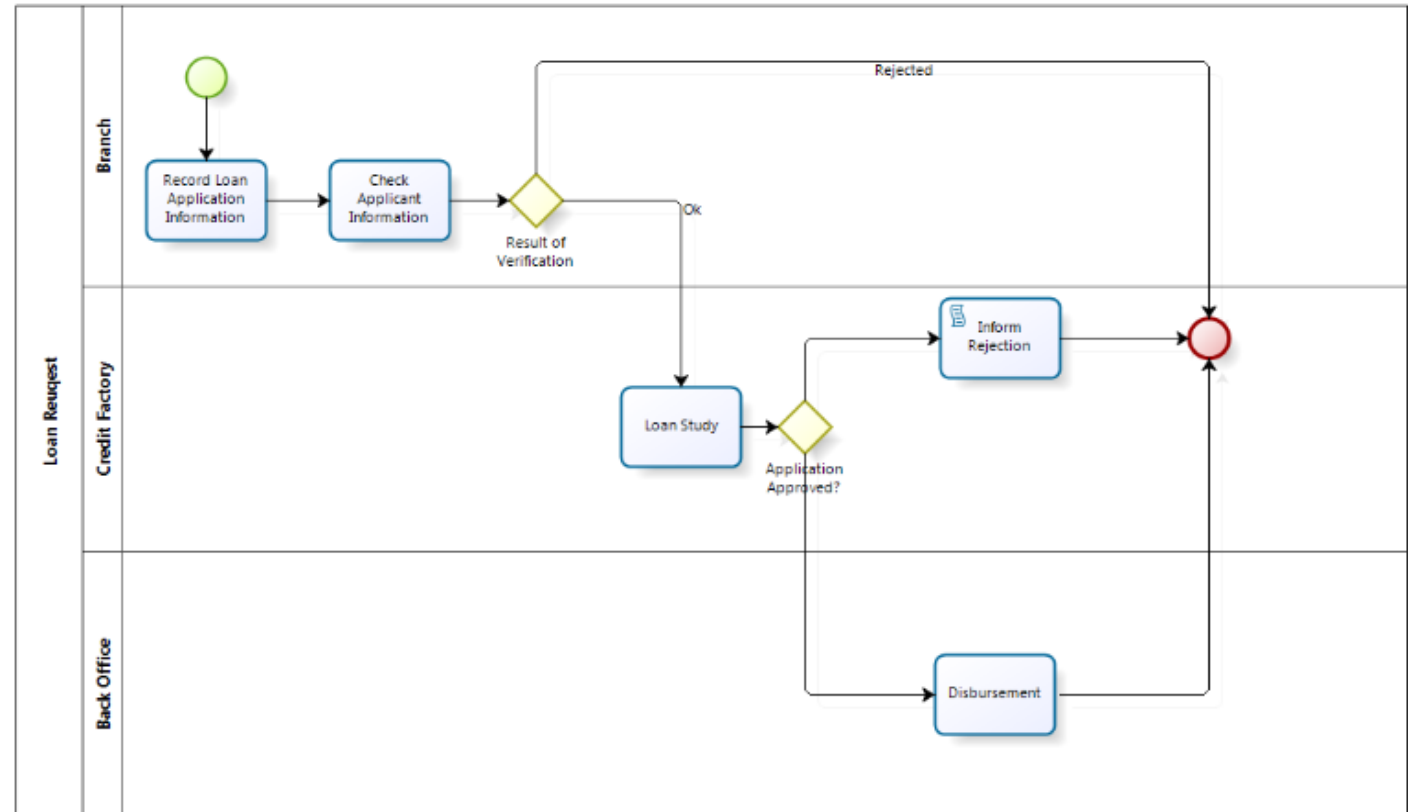 Loan Reuqest
Branch
Record Loan
Application
Information
Check
Applicant
Information
Result of
Verification
Rejected
Ok
Credit Factory
Loan Study
Application
Approved?
Inform
Rejection
Back Office
Disbursement